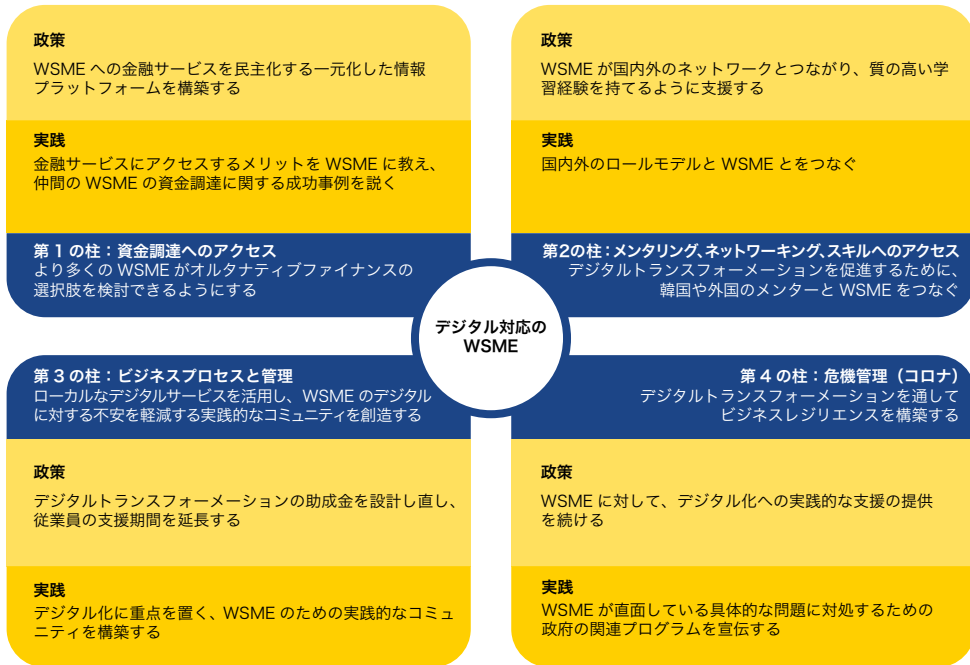 政策
WSME への金融サービスを民主化する一元化した情報
プラットフォームを構築する
実践
金融サービスにアクセスするメリットを WSME に教え、
仲間の WSME の資金調達に関する成功事例を説く
第 1 の柱：資金調達へのアクセス
より多くの WSME がオルタナティブファイナンスの
選択肢を検討できるようにする
政策
WSME が国内外のネットワークとつながり、質の高い学
習経験を持てるように支援する
実践
国内外のロールモデルと WSME とをつなぐ
第2の柱：メンタリング、ネットワーキング、スキルへのアクセス
デジタルトランスフォーメーションを促進するために、
韓国や外国のメンターと WSME をつなぐ
デジタル対応の
WSME
第 3 の柱：ビジネスプロセスと管理
ローカルなデジタルサービスを活用し、WSME のデジタル
に対する不安を軽減する実践的なコミュニティを創造する
政策
デジタルトランスフォーメーションの助成金を設計し直し、
従業員の支援期間を延長する
実践
デジタル化に重点を置く、WSME のための実践的なコミュ
ニティを構築する
第 4 の柱：危機管理（コロナ）
デジタルトランスフォーメーションを通して
ビジネスレジリエンスを構築する
政策
WSME に対して、デジタル化への実践的な支援の提供
を続ける
実践
WSME が直面している具体的な問題に対処するための
政府の関連プログラムを宣伝する